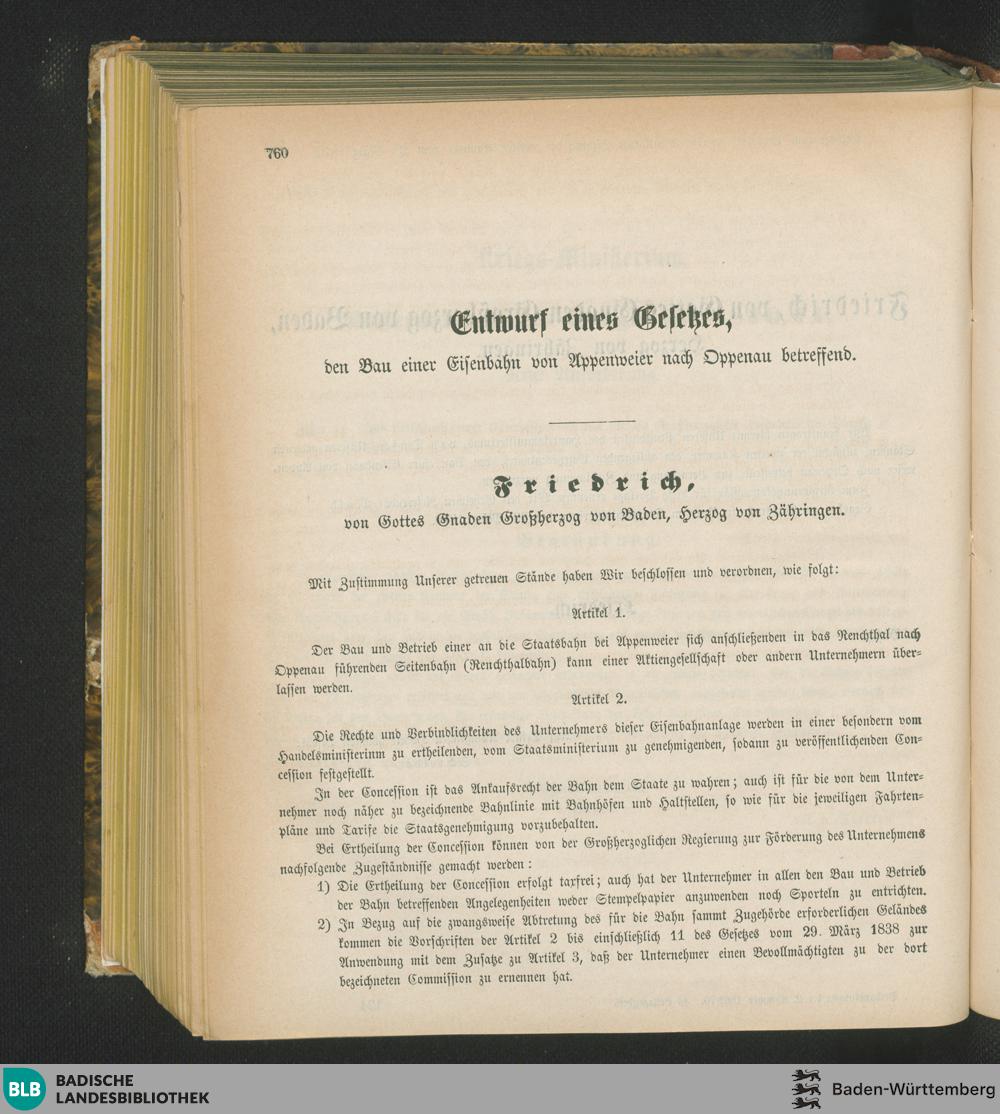 760
Entwurf eines Gesetzes,
den Bau einer Eisenbahn von Appenweier nach Oppenau betreffend.
Friedrich,
von Gottes Gnaden Großherzog von Baden, Herzog von Zähringen.
Mit Zustimmung Unserer getreuen Stände haben Wir beschlossen und verordnen, wie folgt:
Artikel 1.
Der Bau und Betrieb einer an die Staatsbahn bei Appenweier sich anschließenden in das Renchthal nach
Oppenau führenden Seitenbahn (Renchthalbahn) kann einer Aktiengesellschaft oder andern Unternehmern über-
lassen werden.
Artikel 2.
Die Rechte und Verbindlichkeiten des Unternehmers dieser Eisenbahnanlage werden in einer besondern vom
Handelsministerium zu ertheilenden, vom Staatsministerium zu genehmigenden, sodann zu veröffentlichenden Con-
cession festgestellt.
In der Concession ist das Ankaufsrecht der Bahn dem Staate zu wahren; auch ist für die von dem Unter-
nehmer noch näher zu bezeichnende Bahnlinie mit Bahnhöfen und Haltstellen, so wie für die jeweiligen Fahrten-
pläne und Tarife die Staatsgenehmigung vorzubehalten.
Bei Ertheilung der Concession können von der Großherzoglichen Regierung zur Förderung des Unternehmens
nachfolgende Zugeständnisse gemacht werden:
1) Die Ertheilung der Concession erfolgt taxfrei; auch hat der Unternehmer in allen den Bau und Betrieb
der Bahn betreffenden Angelegenheiten weder Stempelpapier anzuwenden noch Sporteln zu entrichten.
2) In Bezug auf die zwangsweise Abtretung des für die Bahn sammt Zugehörde erforderlichen Geländes
kommen die Vorschriften der Artikel 2 bis einschließlich 11 des Gesetzes vom 29. März 1838 zur
Anwendung mit dem Zusatze zu Artikel 3, daß der Unternehmer einen Bevollmächtigten zu der dort
bezeichneten Commission zu ernennen hat.
BLB BADISCHE
LANDESBIBLIOTHEK
Baden-Württemberg